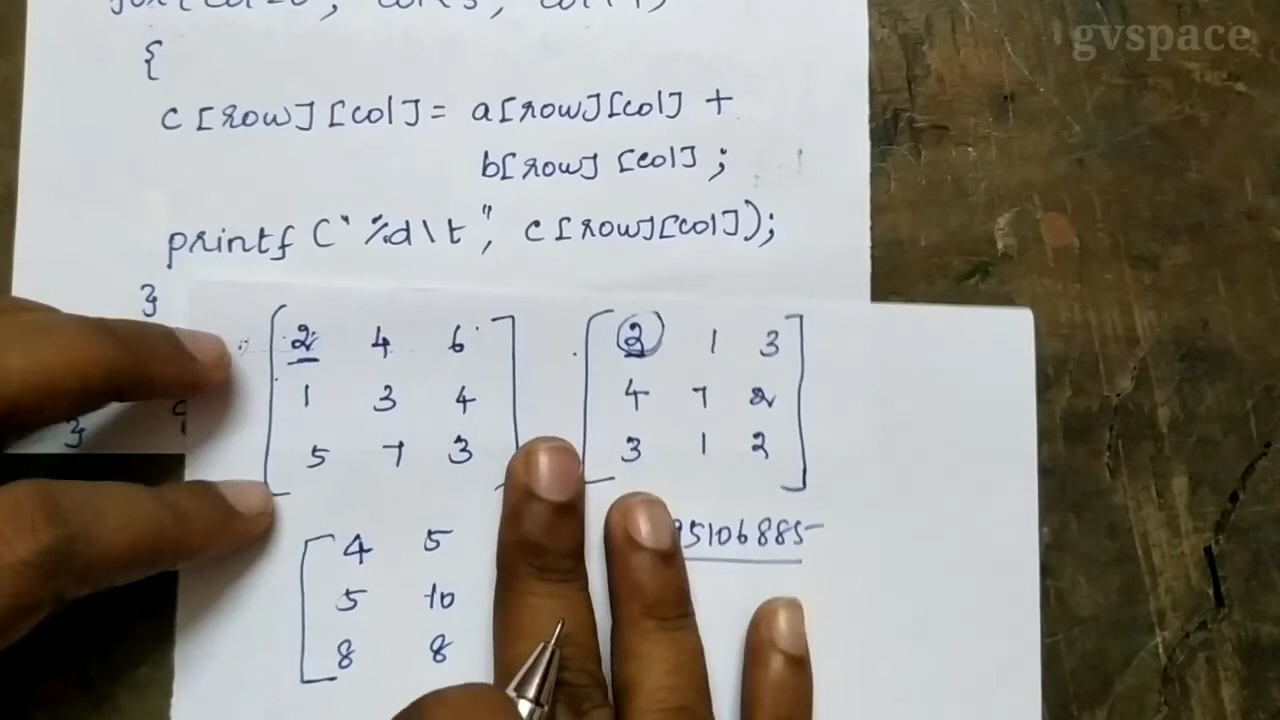 gvspace
{
c[row][col] = a[row][col] +
b[row][col];
printf("%d\t", c[row][col]);
}
2 4 6 2 1 3
1 3 4 4 7 2
5 7 3 3 1 2
}
4 5 95106885
5 10
8 8